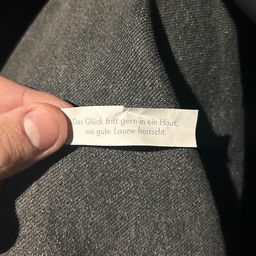 Das Glück tritt gern in ein Haus,
wo gute Laune herrscht.